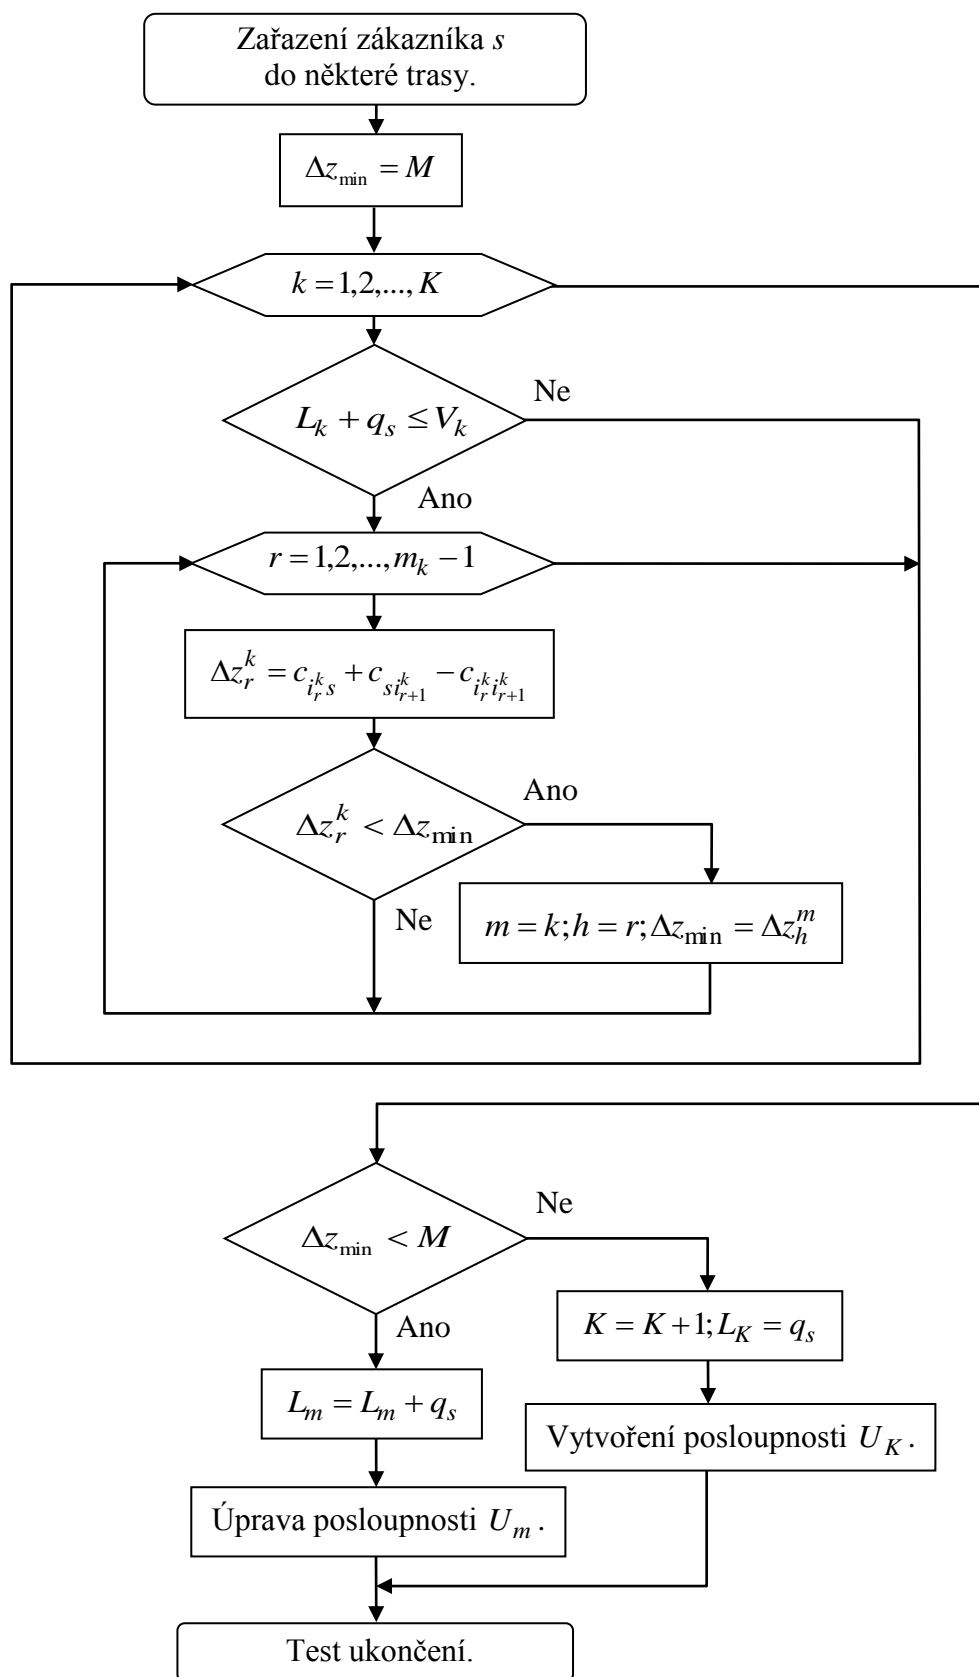 Zařazení zákazníka s
do některé trasy.
Δz_min = M
k = 1,2,..., K
Ne
L_k + q_s ≤ V_k
Ano
r = 1,2,..., m_k − 1
Δz_r^k = c_{i_r^k s} + c_{s i_{r+1}^k} − c_{i_r^k i_{r+1}^k}
Ano
Δz_r^k < Δz_min
Ne
m = k; h = r; Δz_min = Δz_h^m
Ne
Δz_min < M
K = K + 1; L_K = q_s
Ano
L_m = L_m + q_s
Vytvoření posloupnosti U_K.
Úprava posloupnosti U_m.
Test ukončení.